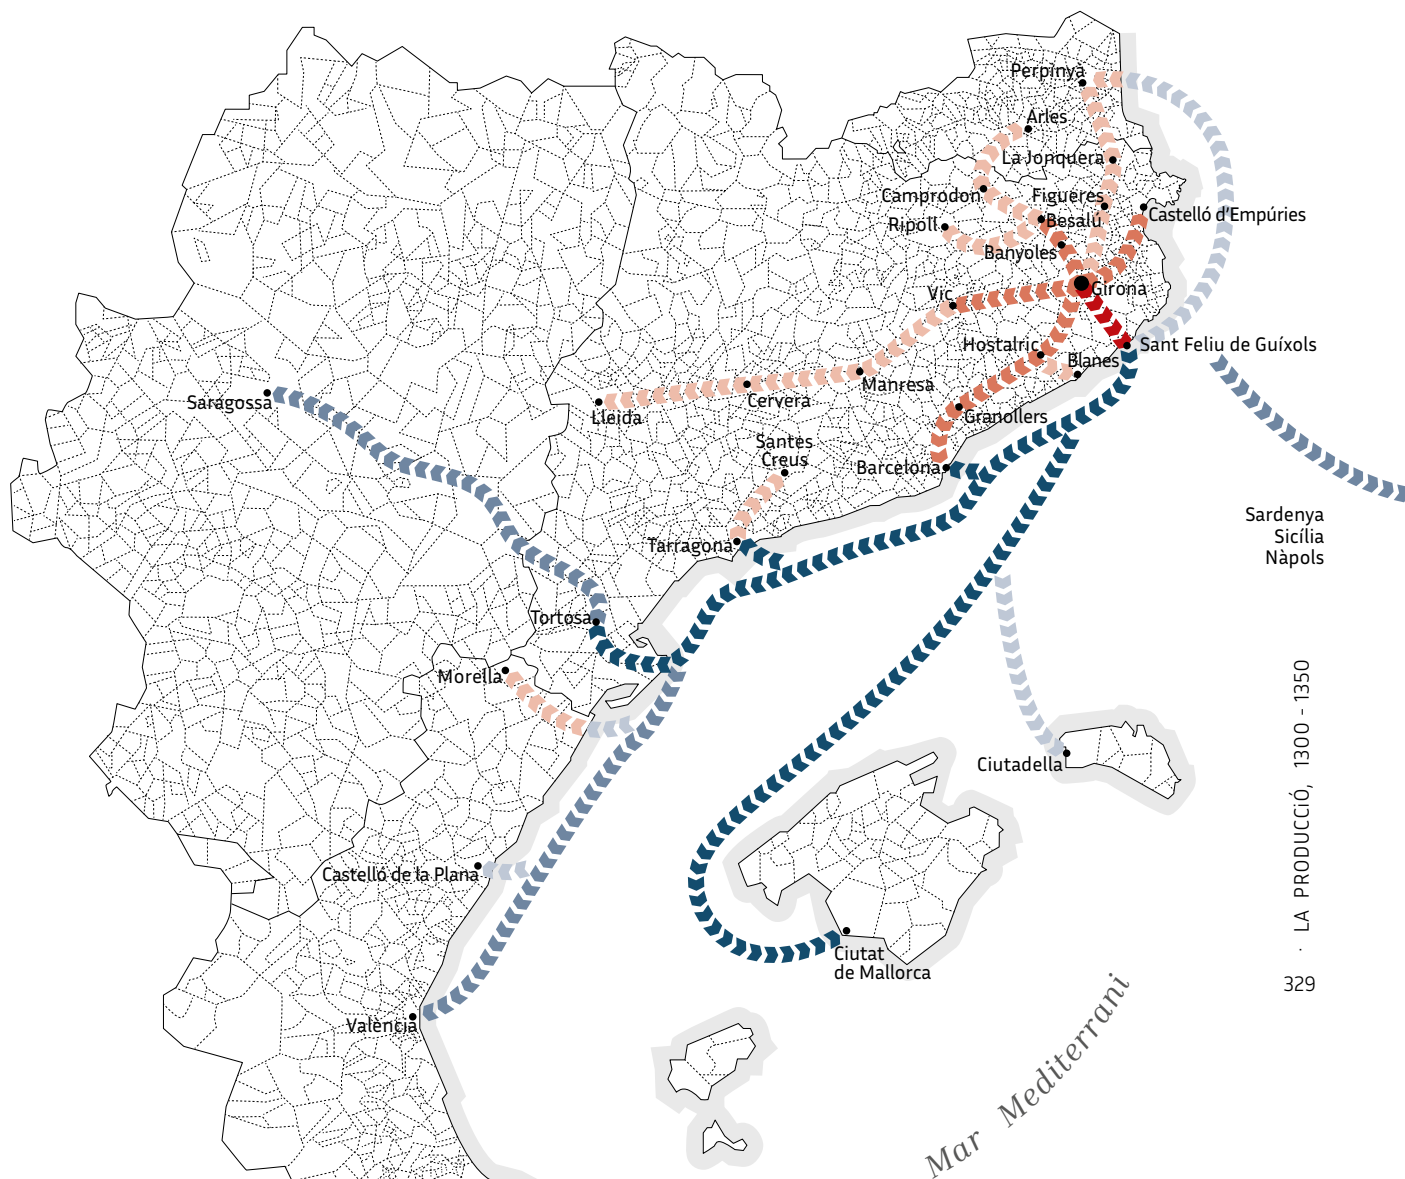 Perpinyà
Arles
La Jonquera
Camprodon
Figueres
Ripoll
Besalú
Castelló d'Empúries
Banyoles
Girona
Vic
Hostalric
Sant Feliu de Guíxols
Blanes
Manresa
Saragossa
Cervera
Lleida
Granollers
Santes
Creus
Barcelona
Tarragona
Sardenya
Sicília
Nàpols
Tortosa
Morella
Ciutadella
Castelló de la Plana
Ciutat
de Mallorca
València
Mar Mediterrani
329 · LA PRODUCCIÓ, 1300 - 1350